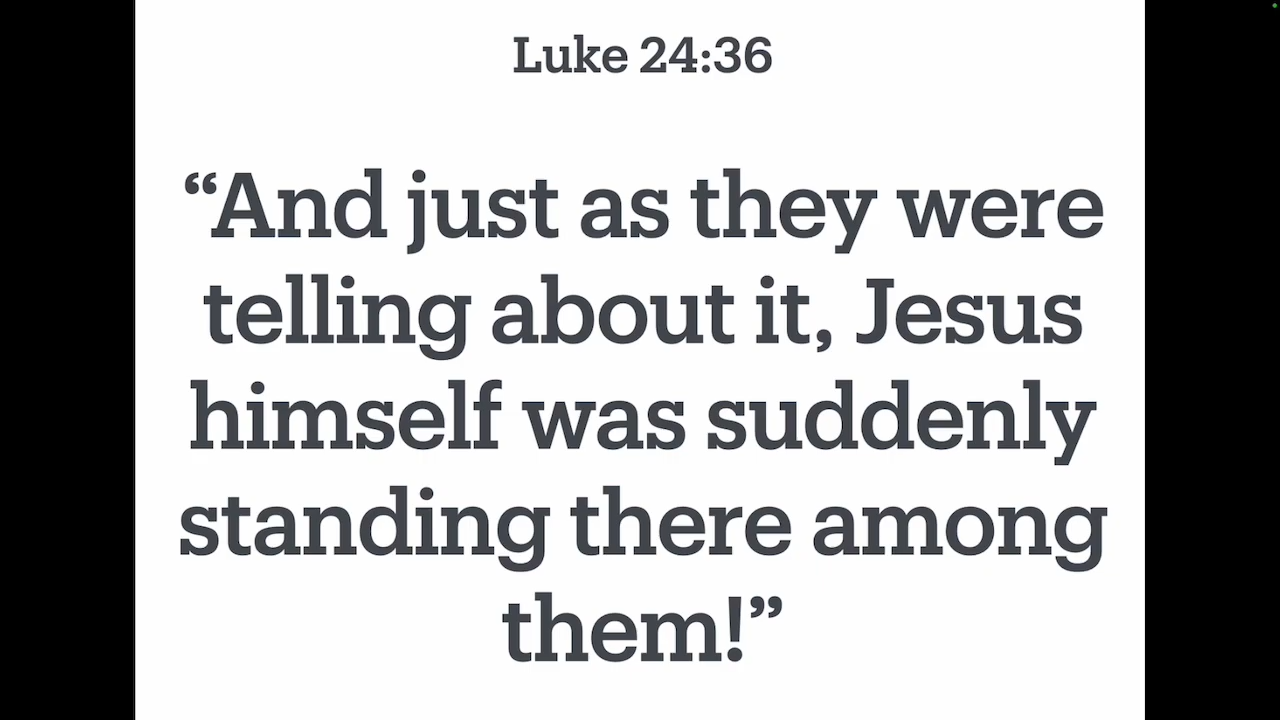 Luke 24:36
“And just as they were
telling about it, Jesus
himself was suddenly
standing there among
them!”